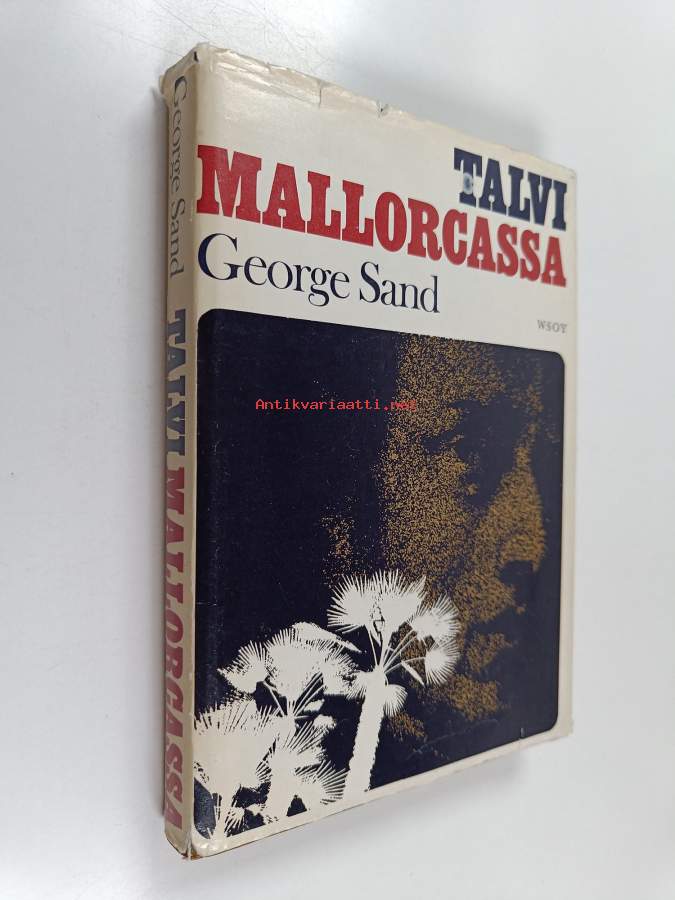 TALVI
MALLORCASSA
George Sand
WSOY
Antikvariaatti.net
George Sand TALVI MALLORCASSA